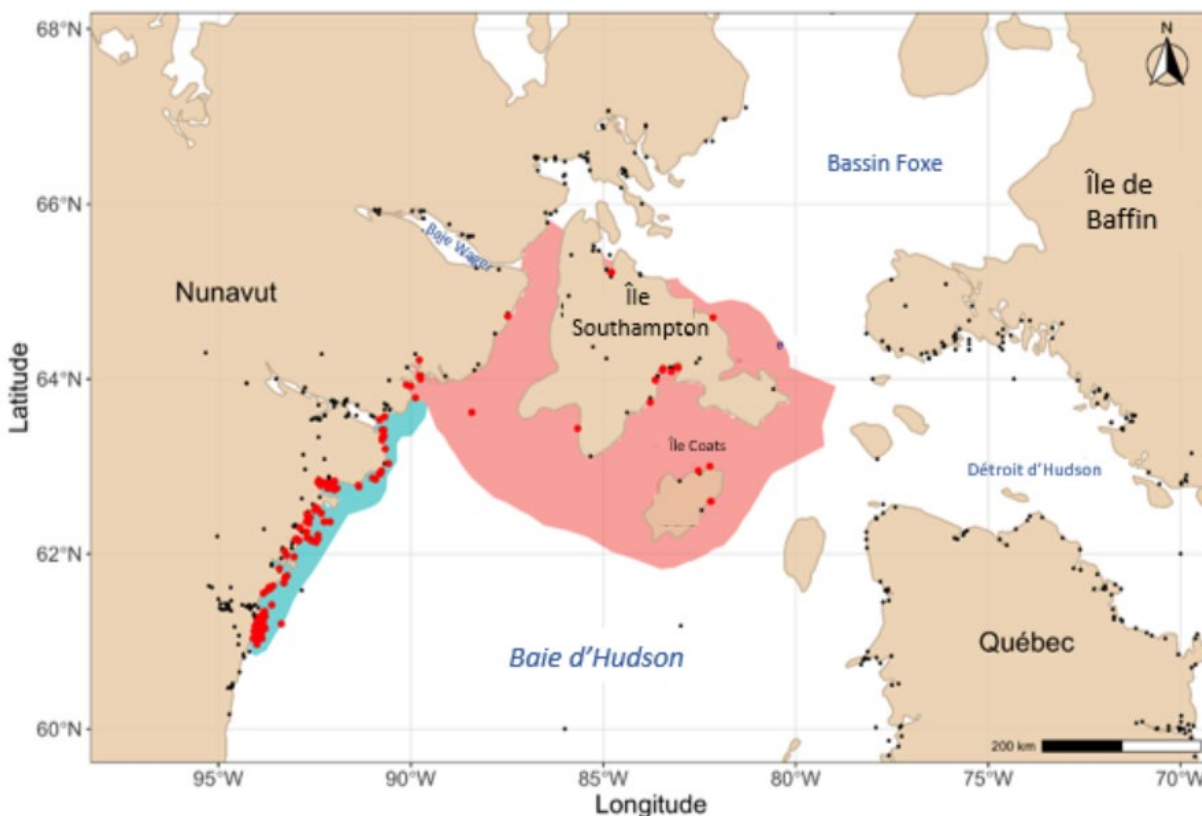 68°N
66°N
64°N
62°N
60°N
Latitude
N
Bassin Foxe
Île de
Baffin
Baie Wager
Nunavut
Île
Southampton
Île Coats
Détroit d'Hudson
Baie d'Hudson
Québec
200 km
95°W
90°W
85°W
80°W
75°W
70°W
Longitude